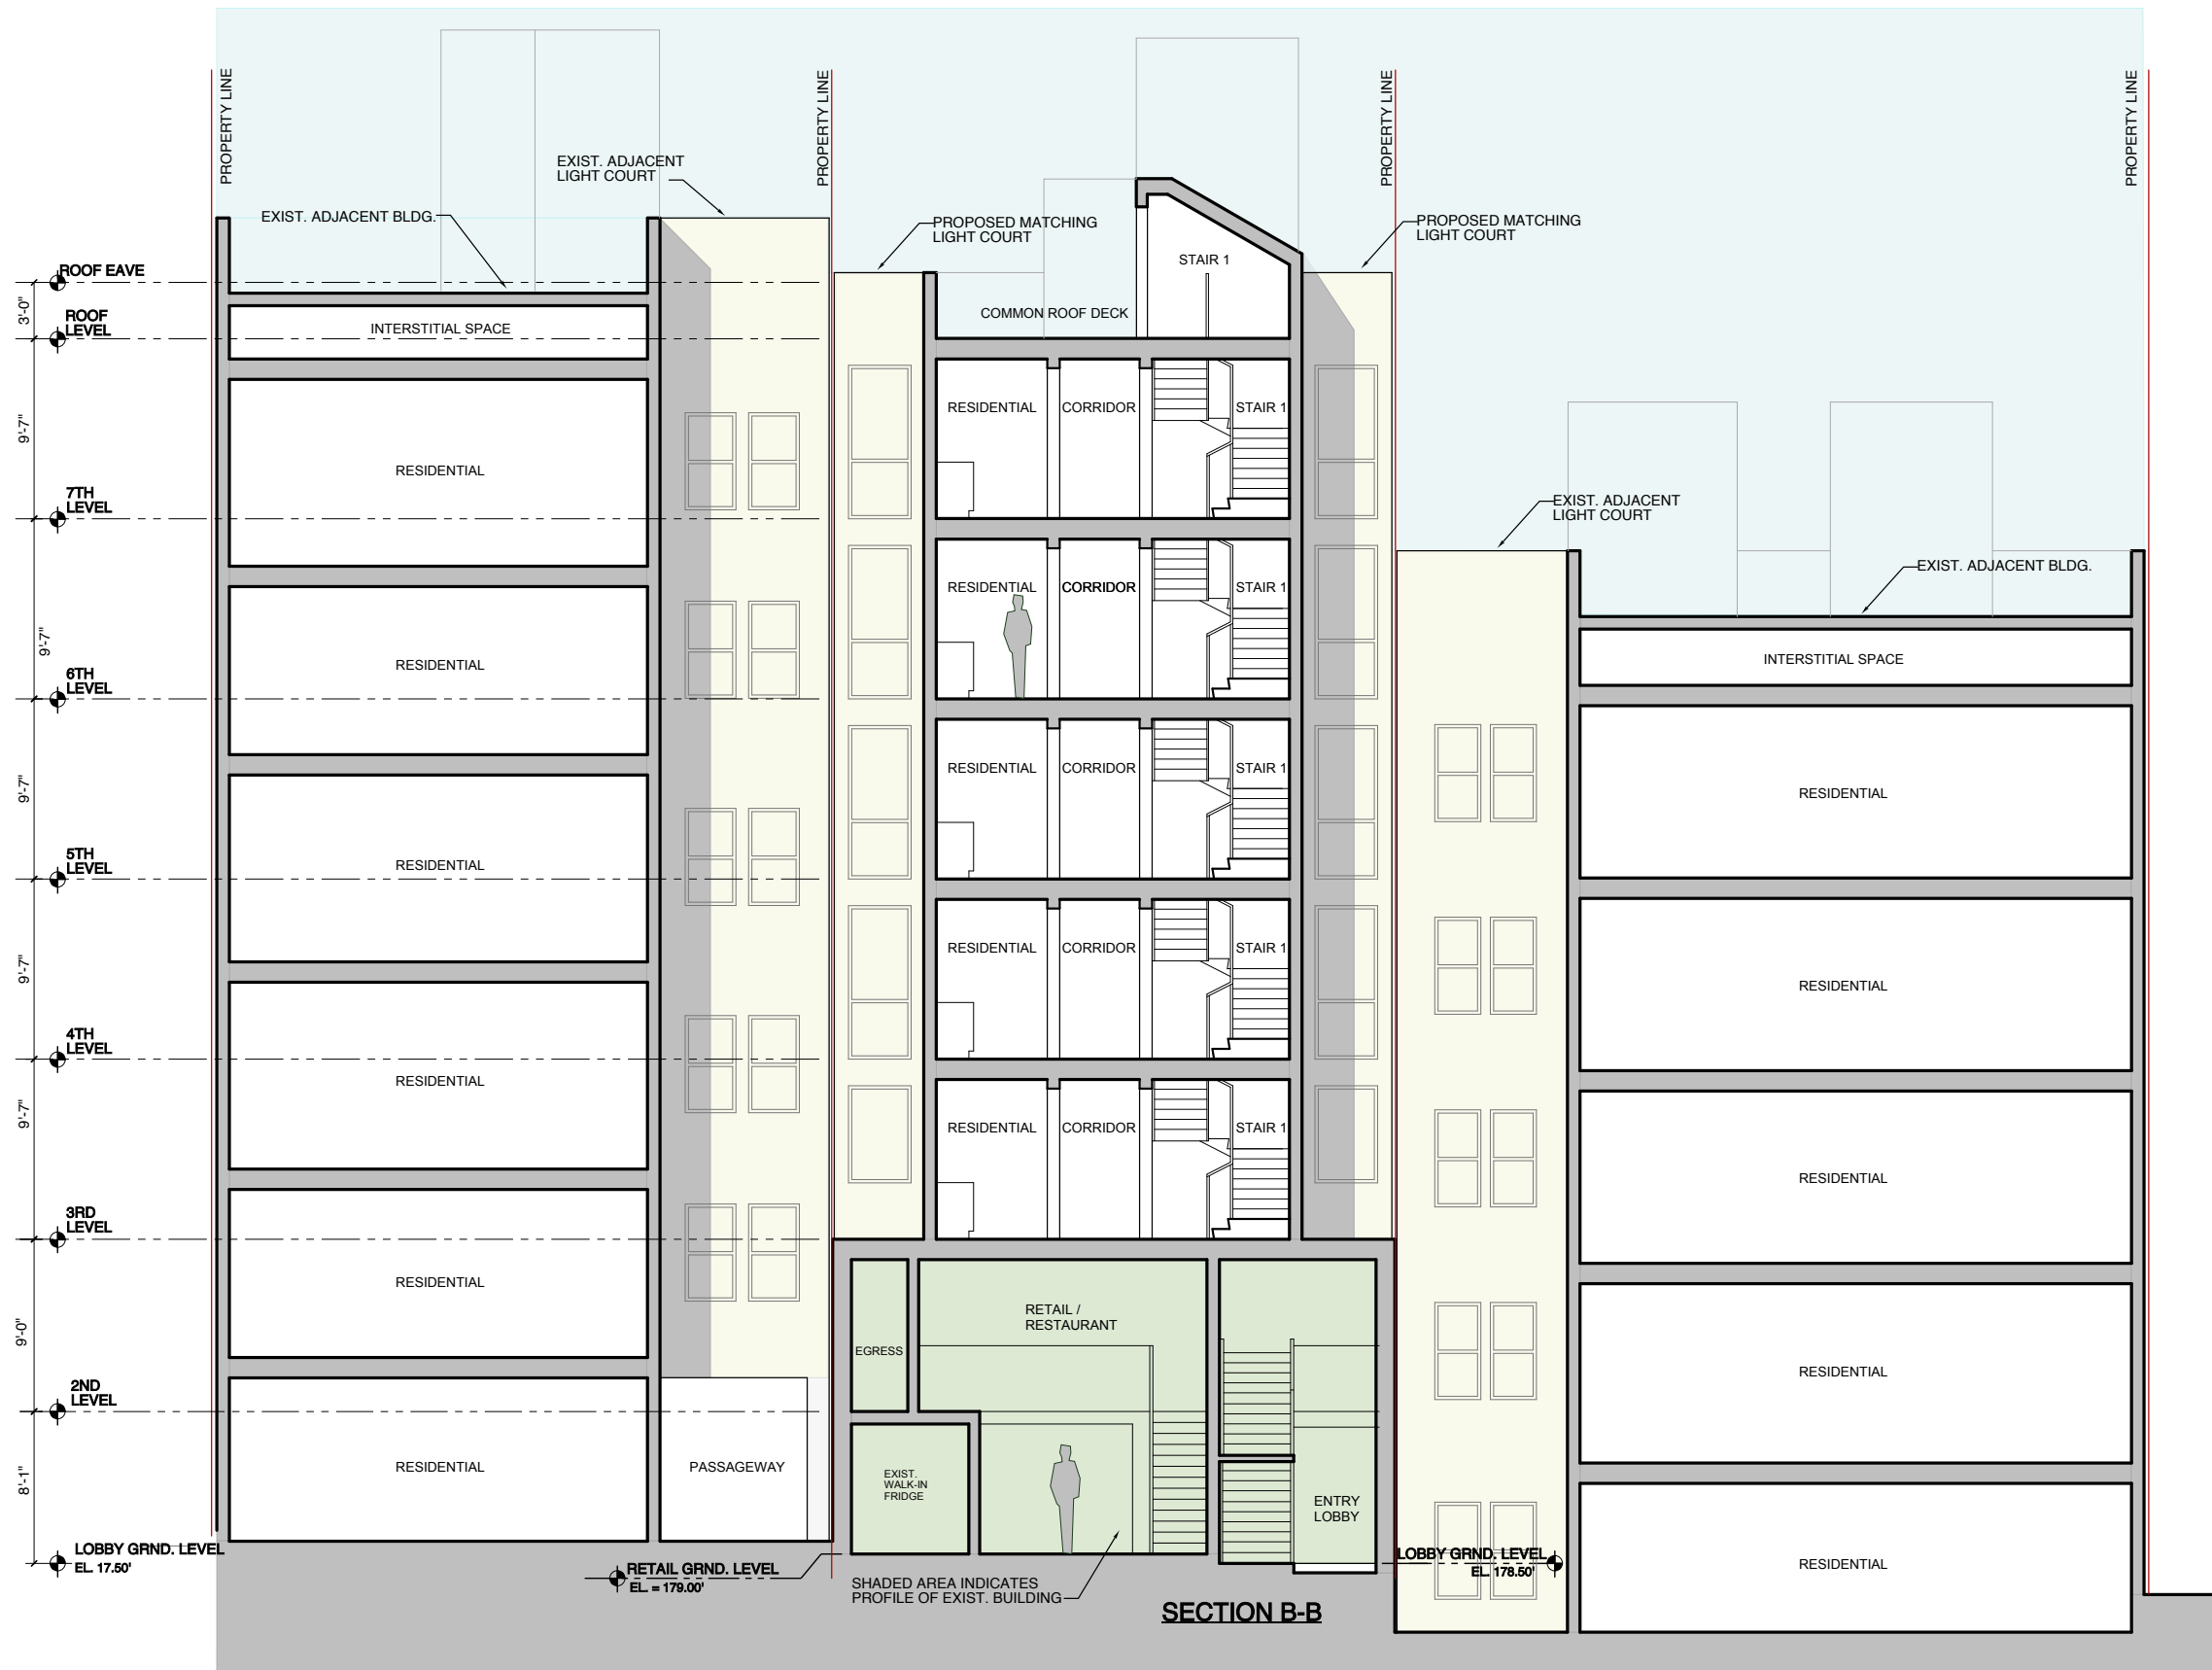 PROPERTY LINE
PROPERTY LINE
PROPERTY LINE
PROPERTY LINE
EXIST. ADJACENT
LIGHT COURT
EXIST. ADJACENT BLDG.
PROPOSED MATCHING
LIGHT COURT
PROPOSED MATCHING
LIGHT COURT
STAIR 1
COMMON ROOF DECK
ROOF EAVE
3'-0"
ROOF
LEVEL
INTERSTITIAL SPACE
9'-7"
RESIDENTIAL
RESIDENTIAL
CORRIDOR
STAIR 1
7TH
LEVEL
EXIST. ADJACENT
LIGHT COURT
EXIST. ADJACENT BLDG.
9'-7"
RESIDENTIAL
RESIDENTIAL
CORRIDOR
STAIR 1
INTERSTITIAL SPACE
6TH
LEVEL
9'-7"
RESIDENTIAL
RESIDENTIAL
CORRIDOR
STAIR 1
RESIDENTIAL
5TH
LEVEL
9'-7"
RESIDENTIAL
RESIDENTIAL
CORRIDOR
STAIR 1
RESIDENTIAL
4TH
LEVEL
9'-7"
RESIDENTIAL
RESIDENTIAL
CORRIDOR
STAIR 1
RESIDENTIAL
3RD
LEVEL
9'-0"
RETAIL /
RESTAURANT
EGRESS
RESIDENTIAL
2ND
LEVEL
8'-1"
RESIDENTIAL
PASSAGEWAY
EXIST.
WALK-IN
FRIDGE
ENTRY
LOBBY
RESIDENTIAL
LOBBY GRND. LEVEL
EL. 17.50'
RETAIL GRND. LEVEL
EL. = 179.00'
LOBBY GRND. LEVEL
EL. 178.50'
SHADED AREA INDICATES
PROFILE OF EXIST. BUILDING
SECTION B-B